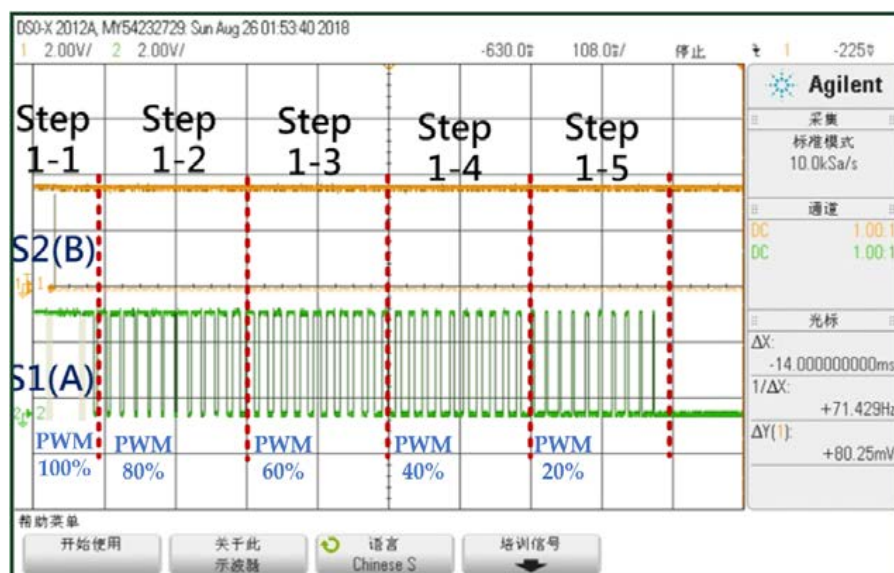 DSO-X 2012A, MY54232729: Sun Aug 26 01:53:40 2018
1 2.00V/ 2 2.00V/ -630.0 108.0 / 停止 1 -225
Agilent
采集
标准模式
10.0kSa/s
通道
DC 1.00:1
DC 1.00:1
光标
ΔX:
-14.000000000ms
1/ΔX:
+71.429Hz
ΔY(1):
+80.25mV
Step 1-1
Step 1-2
Step 1-3
Step 1-4
Step 1-5
S2(B)
S1(A)
PWM 100%
PWM 80%
PWM 60%
PWM 40%
PWM 20%
帮助菜单
开始使用
关于此
示波器
语言
Chinese S
培训信号